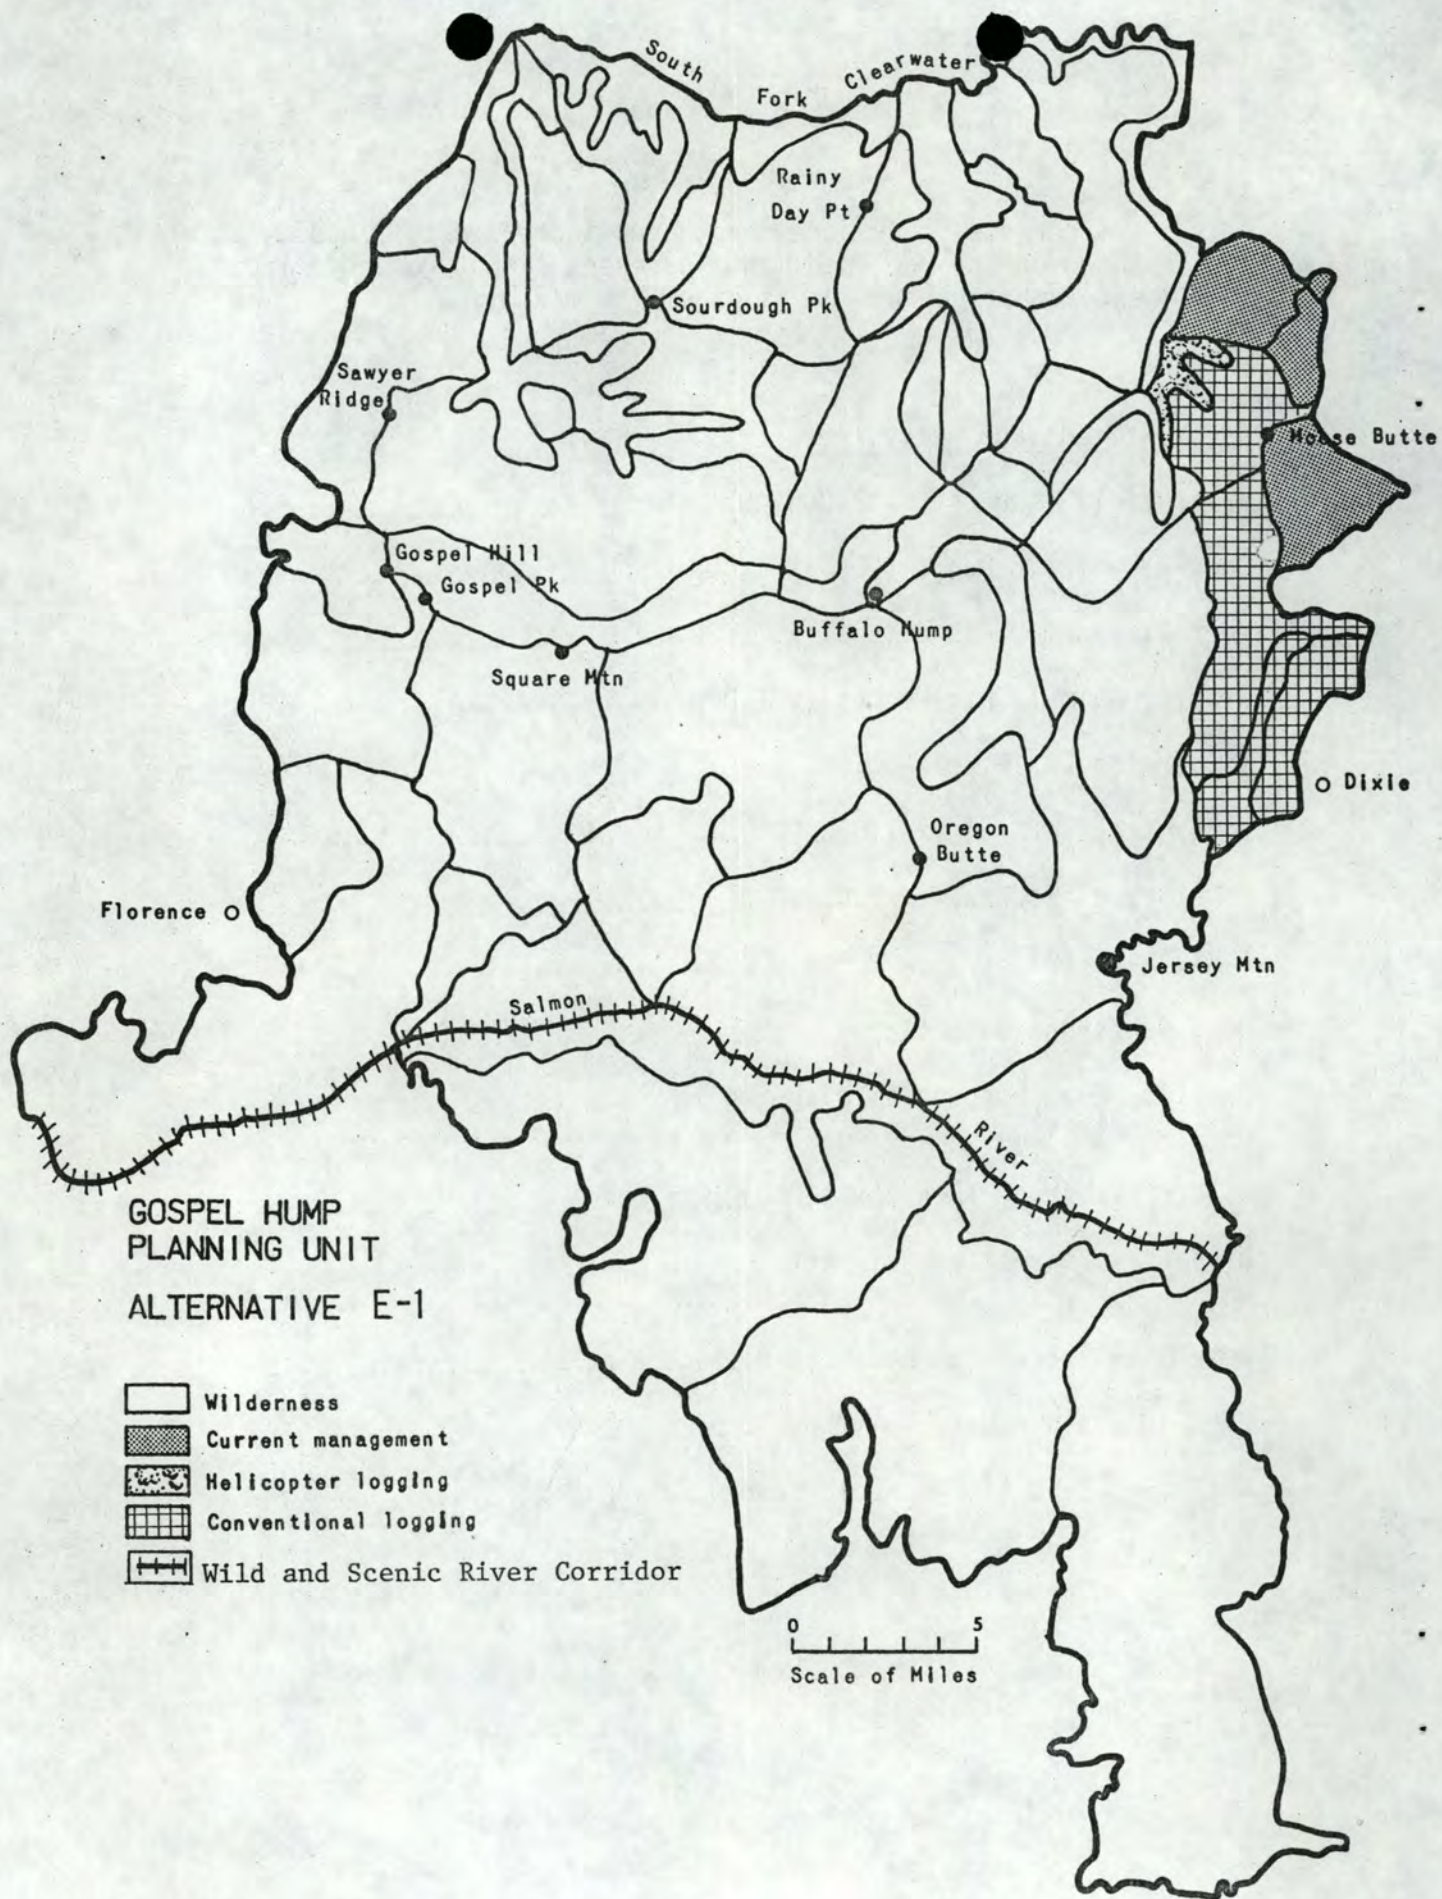 South
Fork
Clearwater
Rainy
Day Pt
Sourdough Pk
Sawyer
Ridge
Moose Butte
Gospel Hill
Gospel Pk
Buffalo Hump
Square Mtn
Dixie
Oregon
Butte
Florence
Jersey Mtn
Salmon
River
GOSPEL HUMP
PLANNING UNIT
ALTERNATIVE E-1
Wilderness
Current management
Helicopter logging
Conventional logging
Wild and Scenic River Corridor
0 5
Scale of Miles